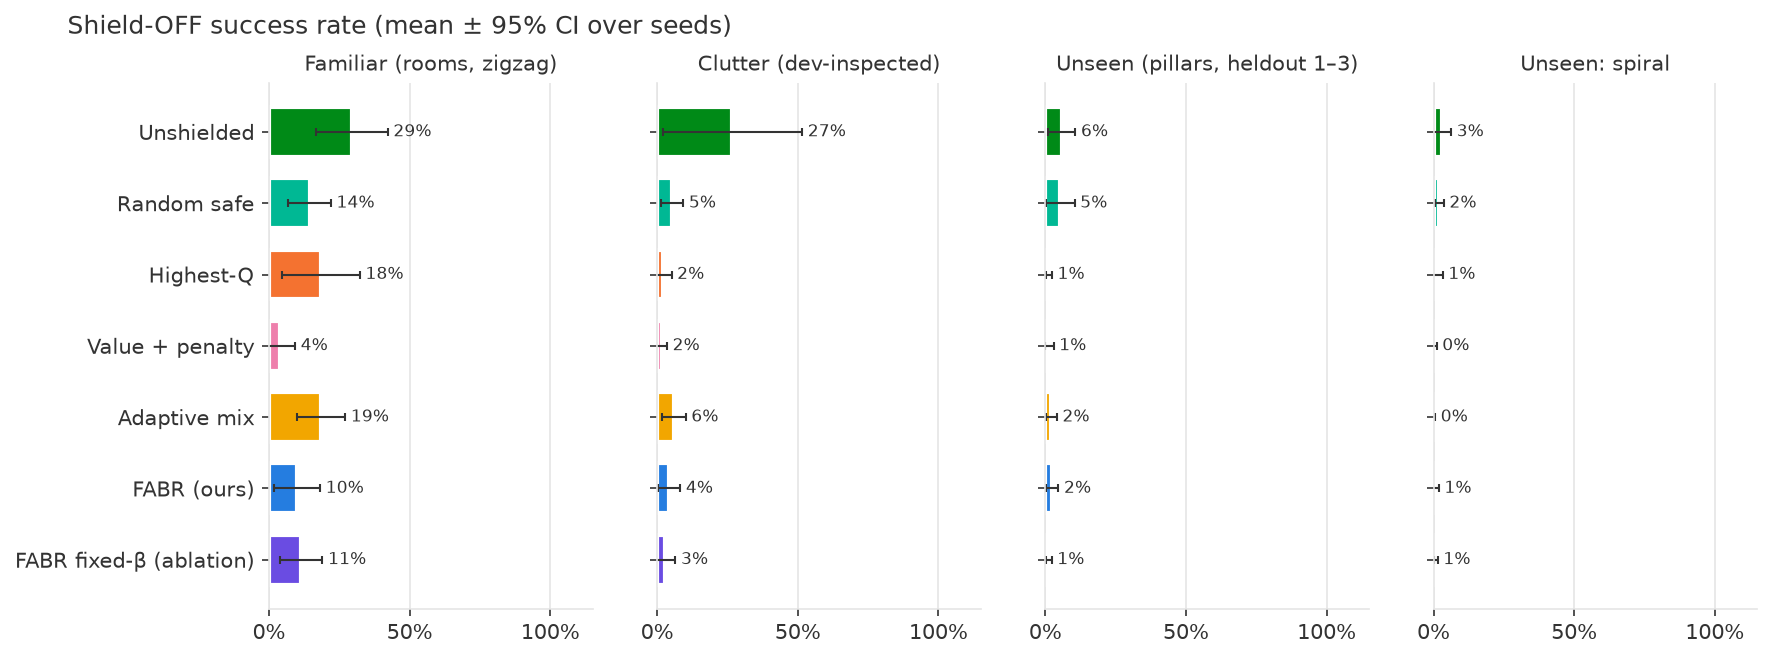 Shield-OFF success rate (mean ± 95% CI over seeds)
Familiar (rooms, zigzag)
Clutter (dev-inspected)
Unseen (pillars, heldout 1–3)
Unseen: spiral
Unshielded 29% 27% 6% 3%
Random safe 14% 5% 5% 2%
Highest-Q 18% 2% 1% 1%
Value + penalty 4% 2% 1% 0%
Adaptive mix 19% 6% 2% 0%
FABR (ours) 10% 4% 2% 1%
FABR fixed-β (ablation) 11% 3% 1% 1%
0% 50% 100% 0% 50% 100% 0% 50% 100% 0% 50% 100%